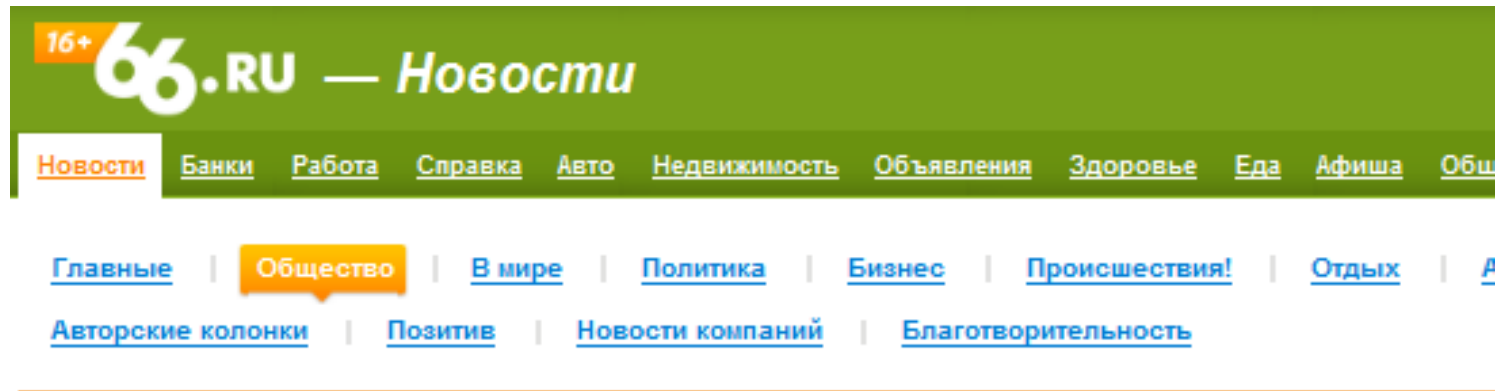 16+ 66.RU — Новости
Новости Банки Работа Справка Авто Недвижимость Объявления Здоровье Еда Афиша
Главные | Общество | В мире | Политика | Бизнес | Происшествия! | Отдых |
Авторские колонки | Позитив | Новости компаний | Благотворительность